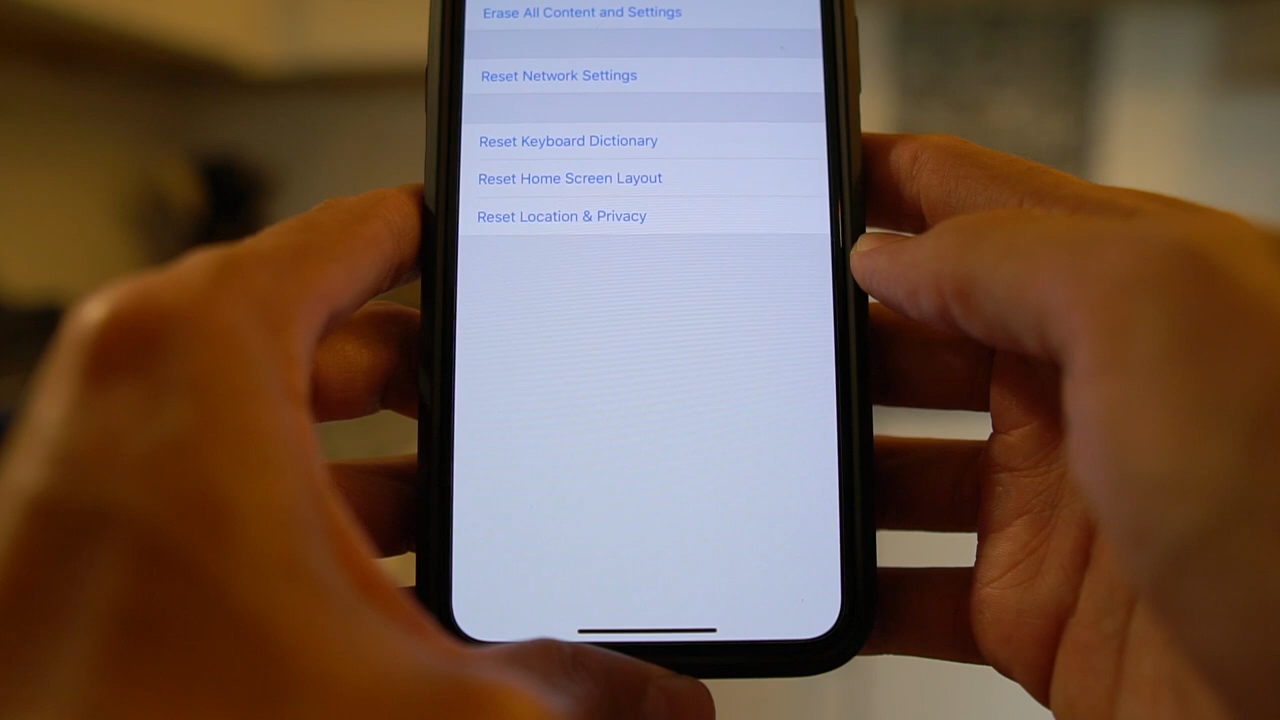 Erase All Content and Settings
Reset Network Settings
Reset Keyboard Dictionary
Reset Home Screen Layout
Reset Location & Privacy